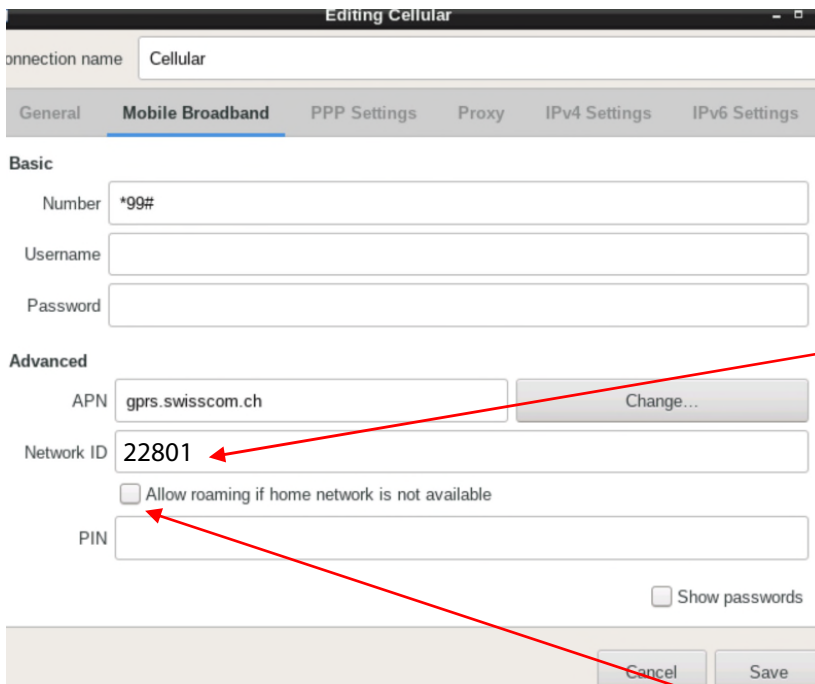 Editing Cellular
onnection name Cellular
General Mobile Broadband PPP Settings Proxy IPv4 Settings IPv6 Settings
Basic
Number *99#
Username
Password
Advanced
APN gprs.swisscom.ch Change...
Network ID 22801
Allow roaming if home network is not available
PIN
Show passwords
Cancel Save